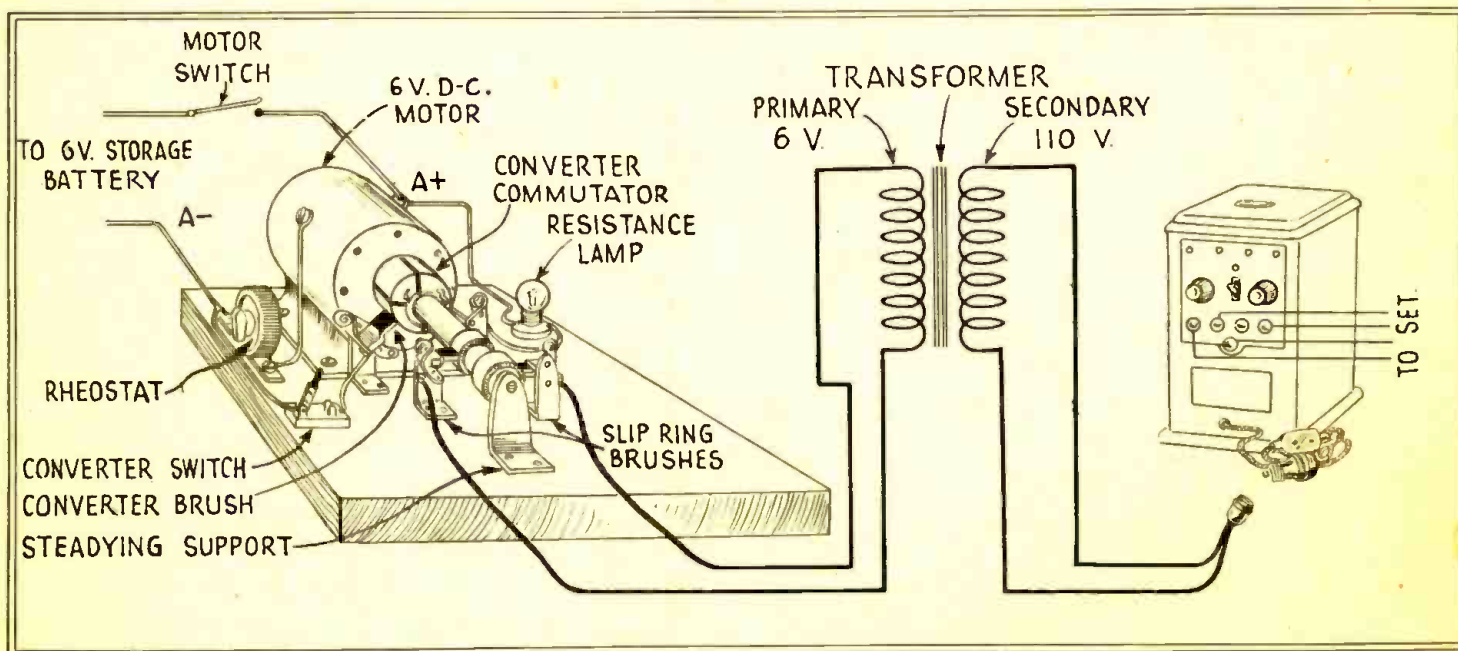 MOTOR
SWITCH
6 V. D-C.
MOTOR
TO 6V. STORAGE
BATTERY
A+
A-
CONVERTER
COMMUTATOR
RESISTANCE
LAMP
TRANSFORMER
PRIMARY
6 V.
SECONDARY
110 V.
RHEOSTAT
CONVERTER SWITCH
CONVERTER BRUSH
STEADYING SUPPORT
SLIP RING
BRUSHES
TO SET.